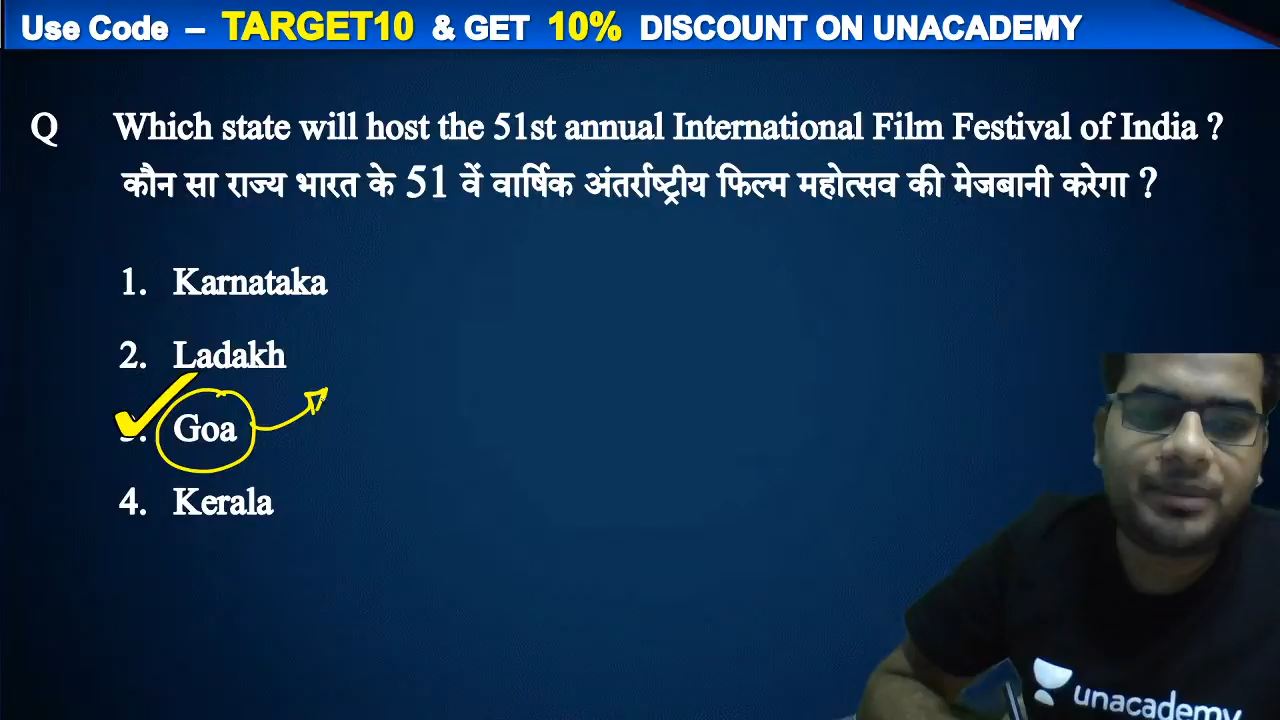 Use Code – TARGET10 & GET 10% DISCOUNT ON UNACADEMY
Q Which state will host the 51st annual International Film Festival of India ?
कौन सा राज्य भारत के 51 वें वार्षिक अंतर्राष्ट्रीय फिल्म महोत्सव की मेजबानी करेगा ?
1. Karnataka
2. Ladakh
3. Goa
4. Kerala
unacademy